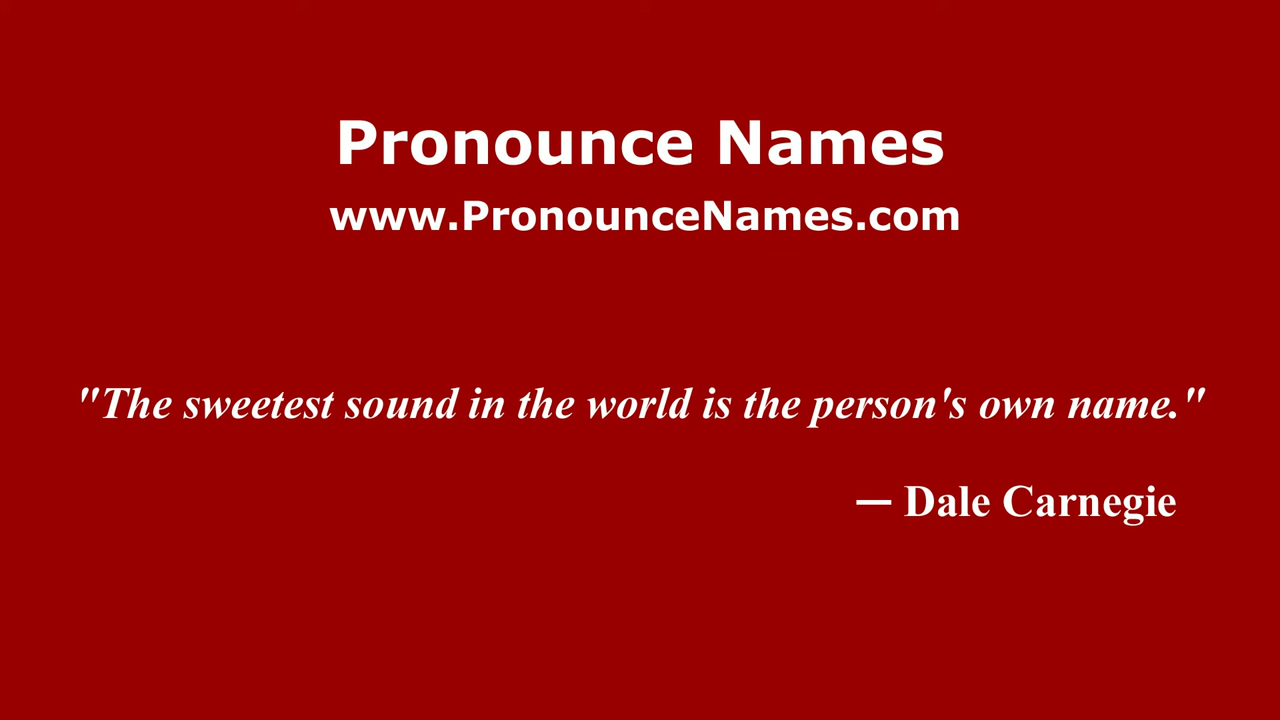 Pronounce Names
www.PronounceNames.com
"The sweetest sound in the world is the person's own name."
— Dale Carnegie